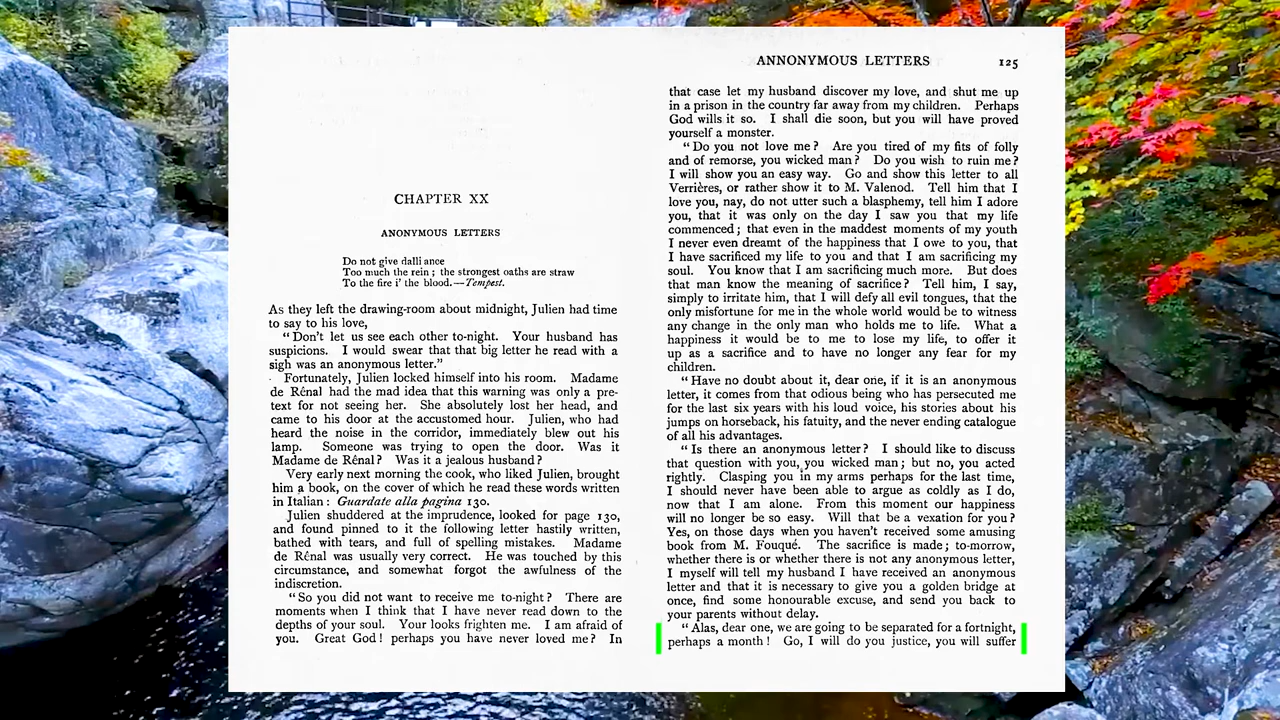 CHAPTER XX
ANONYMOUS LETTERS
Do not give dalli ance
Too much the rein ; the strongest oaths are straw
To the fire i' the blood.—Tempest.
As they left the drawing-room about midnight, Julien had time
to say to his love,
“ Don't let us see each other to-night. Your husband has
suspicions. I would swear that that big letter he read with a
sigh was an anonymous letter.”
Fortunately, Julien locked himself into his room. Madame
de Rénal had the mad idea that this warning was only a pre-
text for not seeing her. She absolutely lost her head, and
came to his door at the accustomed hour. Julien, who had
heard the noise in the corridor, immediately blew out his
lamp. Someone was trying to open the door. Was it
Madame de Rénal ? Was it a jealous husband ?
Very early next morning the cook, who liked Julien, brought
him a book, on the cover of which he read these words written
in Italian : Guardate alla pagina 130.
Julien shuddered at the imprudence, looked for page 130,
and found pinned to it the following letter hastily written,
bathed with tears, and full of spelling mistakes. Madame
de Rénal was usually very correct. He was touched by this
circumstance, and somewhat forgot the awfulness of the
indiscretion.
“ So you did not want to receive me to-night ? There are
moments when I think that I have never read down to the
depths of your soul. Your looks frighten me. I am afraid of
you. Great God ! perhaps you have never loved me ? In
ANNONYMOUS LETTERS 125
that case let my husband discover my love, and shut me up
in a prison in the country far away from my children. Perhaps
God wills it so. I shall die soon, but you will have proved
yourself a monster.
“ Do you not love me ? Are you tired of my fits of folly
and of remorse, you wicked man ? Do you wish to ruin me ?
I will show you an easy way. Go and show this letter to all
Verrières, or rather show it to M. Valenod. Tell him that I
love you, nay, do not utter such a blasphemy, tell him I adore
you, that it was only on the day I saw you that my life
commenced ; that even in the maddest moments of my youth
I never even dreamt of the happiness that I owe to you, that
I have sacrificed my life to you and that I am sacrificing my
soul. You know that I am sacrificing much more. But does
that man know the meaning of sacrifice ? Tell him, I say,
simply to irritate him, that I will defy all evil tongues, that the
only misfortune for me in the whole world would be to witness
any change in the only man who holds me to life. What a
happiness it would be to me to lose my life, to offer it
up as a sacrifice and to have no longer any fear for my
children.
“ Have no doubt about it, dear one, if it is an anonymous
letter, it comes from that odious being who has persecuted me
for the last six years with his loud voice, his stories about his
jumps on horseback, his fatuity, and the never ending catalogue
of all his advantages.
“ Is there an anonymous letter ? I should like to discuss
that question with you, you wicked man ; but no, you acted
rightly. Clasping you in my arms perhaps for the last time,
I should never have been able to argue as coldly as I do,
now that I am alone. From this moment our happiness
will no longer be so easy. Will that be a vexation for you ?
Yes, on those days when you haven't received some amusing
book from M. Fouqué. The sacrifice is made ; to-morrow,
whether there is or whether there is not any anonymous letter,
I myself will tell my husband I have received an anonymous
letter and that it is necessary to give you a golden bridge at
once, find some honourable excuse, and send you back to
your parents without delay.
“ Alas, dear one, we are going to be separated for a fortnight,
perhaps a month ! Go, I will do you justice, you will suffer